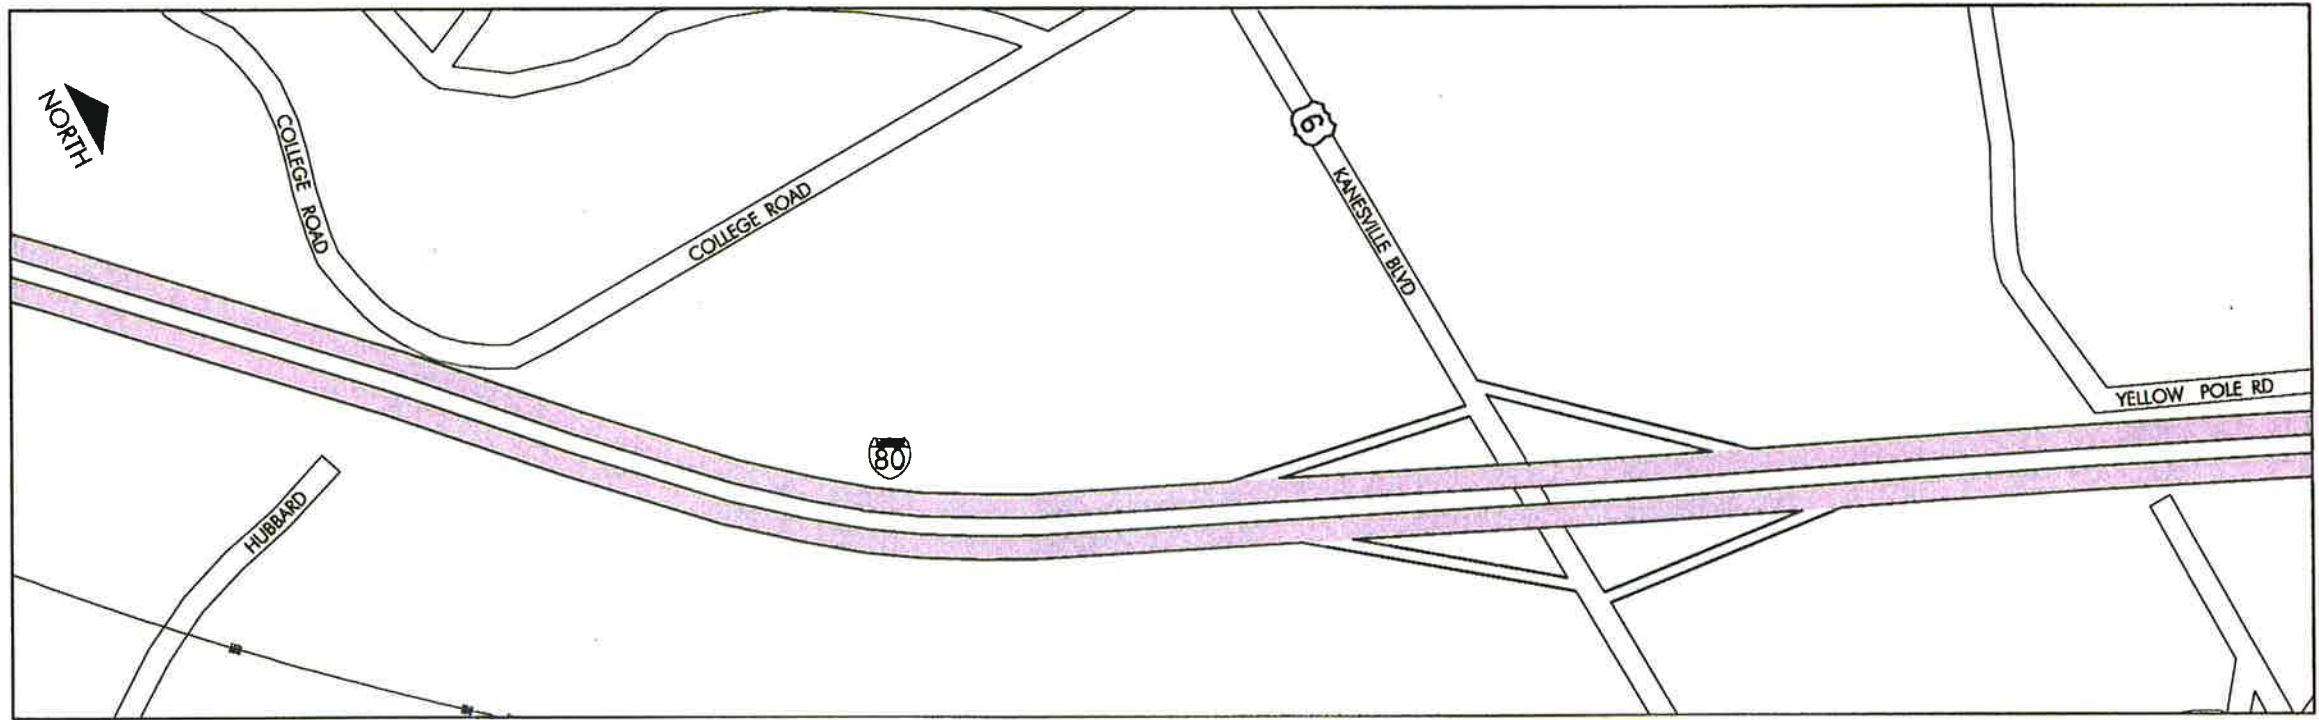 NORTH
COLLEGE ROAD
COLLEGE ROAD
6
KANESVILLE BLVD
YELLOW POLE RD
80
HUBBARD